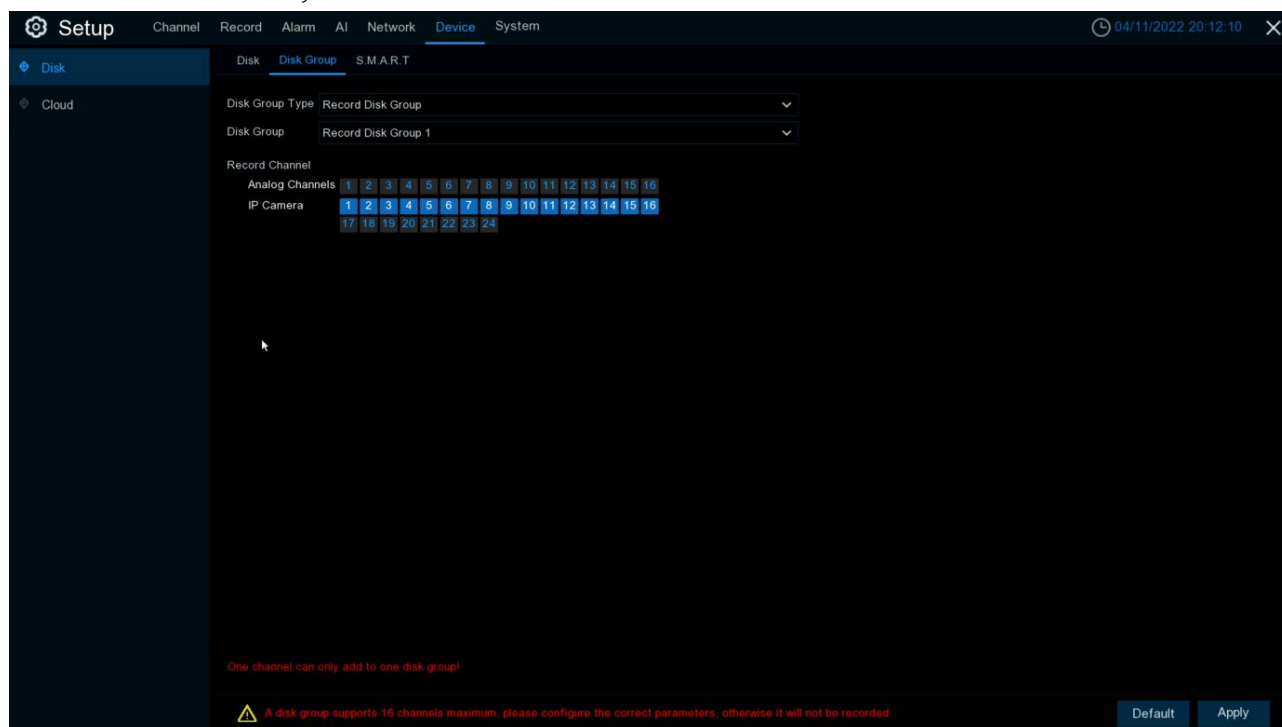 Setup Channel Record Alarm AI Network Device System 04/11/2022 20:12:10
Disk
Cloud
Disk Disk Group S.M.A.R.T
Disk Group Type Record Disk Group
Disk Group Record Disk Group 1
Record Channel
Analog Channels 1 2 3 4 5 6 7 8 9 10 11 12 13 14 15 16
IP Camera 1 2 3 4 5 6 7 8 9 10 11 12 13 14 15 16
17 18 19 20 21 22 23 24
One channel can only add to one disk group!
A disk group supports 16 channels maximum, please configure the correct parameters, otherwise it will not be recorded
Default Apply